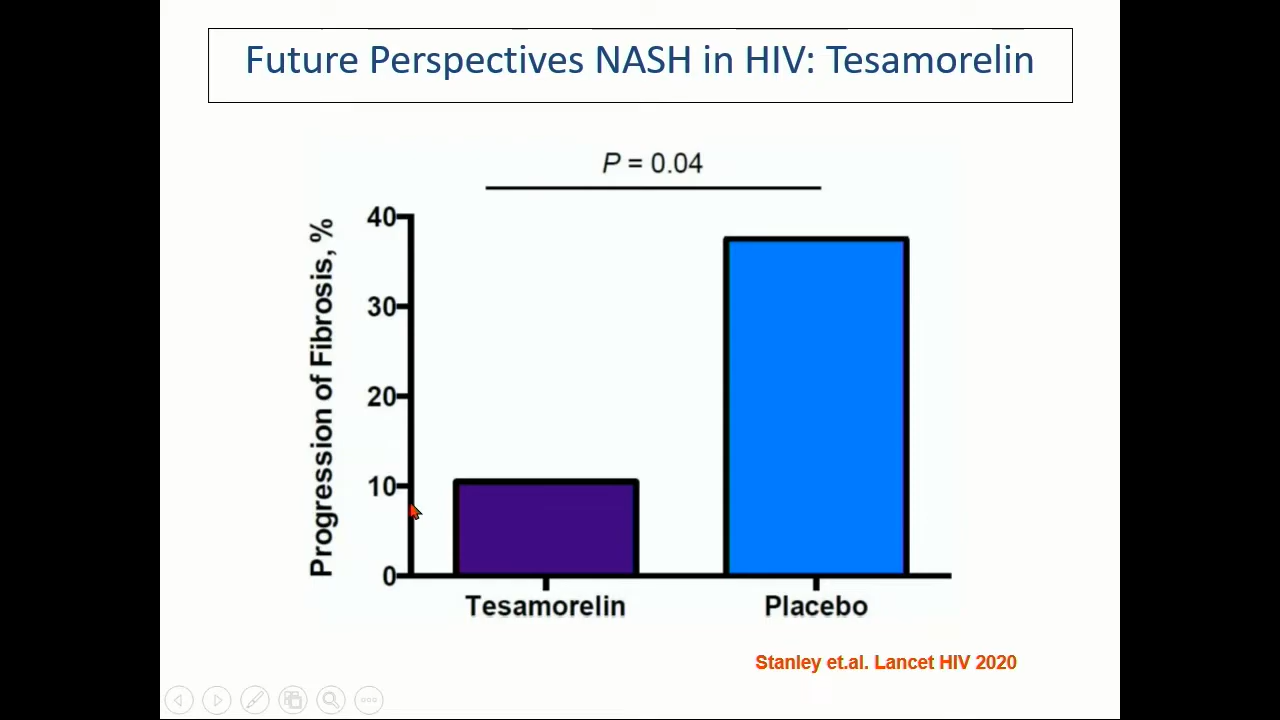 Future Perspectives NASH in HIV: Tesamorelin
P = 0.04
Progression of Fibrosis, %
40
30
20
10
0
Tesamorelin
Placebo
Stanley et.al. Lancet HIV 2020